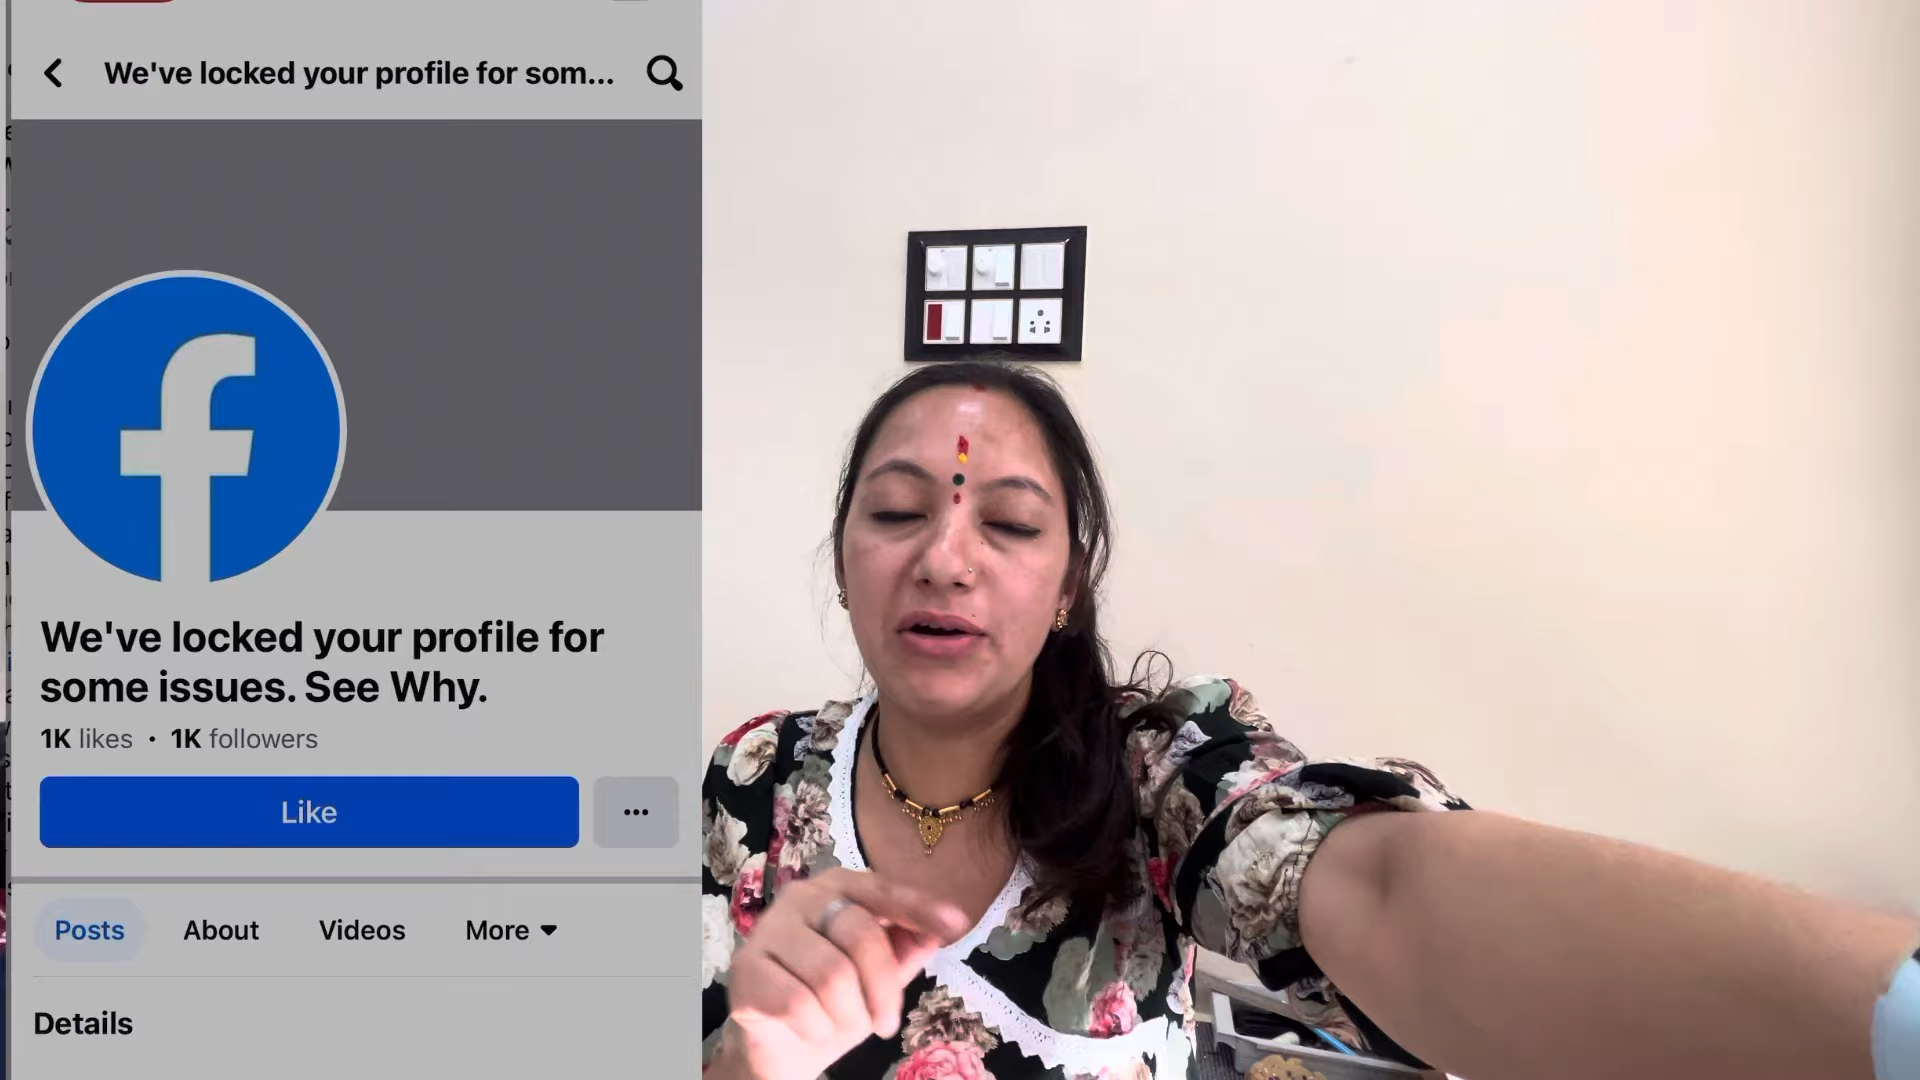 We've locked your profile for som...
We've locked your profile for
some issues. See Why.
1K likes · 1K followers
Like
Posts About Videos More
Details